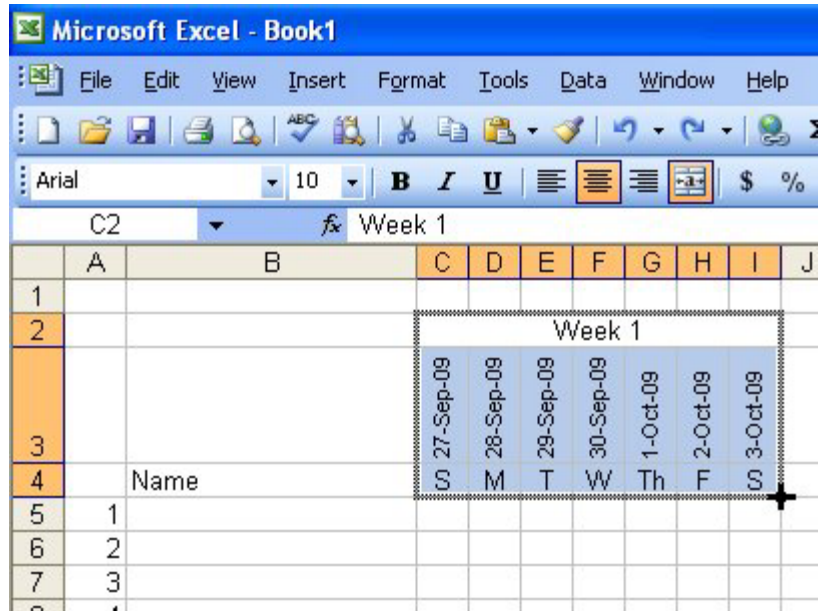 Microsoft Excel - Book1
File Edit View Insert Format Tools Data Window Help
ABC Σ
Arial 10 B I U a $ %
C2 fx Week 1
A B C D E F G H I J
1
2 Week 1
3 27-Sep-09 28-Sep-09 29-Sep-09 30-Sep-09 1-Oct-09 2-Oct-09 3-Oct-09
4 Name S M T W Th F S
5 1
6 2
7 3